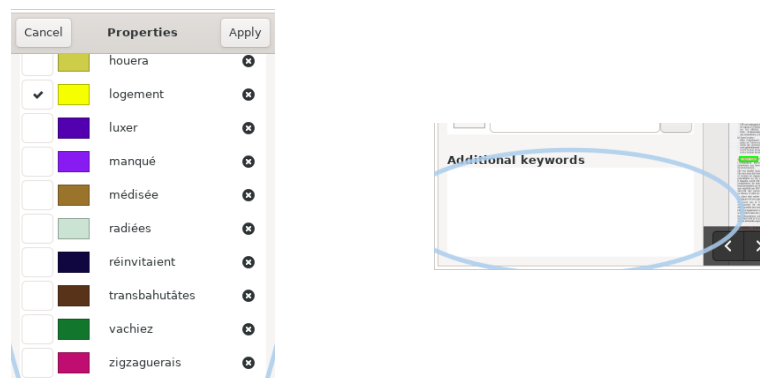 Cancel Properties Apply
houera
logement
luxer
manqué
médisée
radiées
réinvitaient
transbahutâtes
vachiez
zigzaguerais
Additional keywords